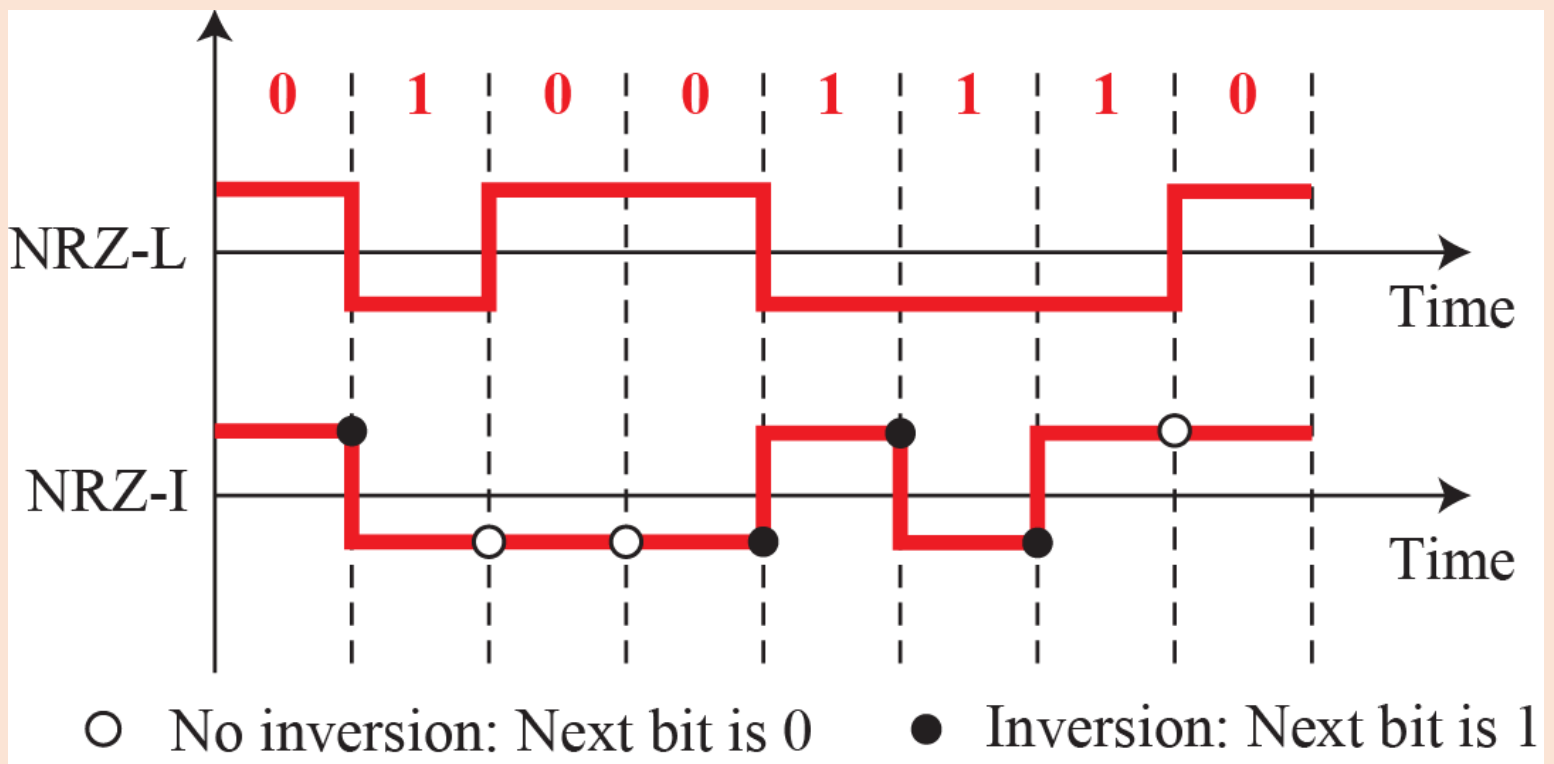 0 1 0 0 1 1 1 0
NRZ-L
Time
NRZ-I
Time
No inversion: Next bit is 0 Inversion: Next bit is 1